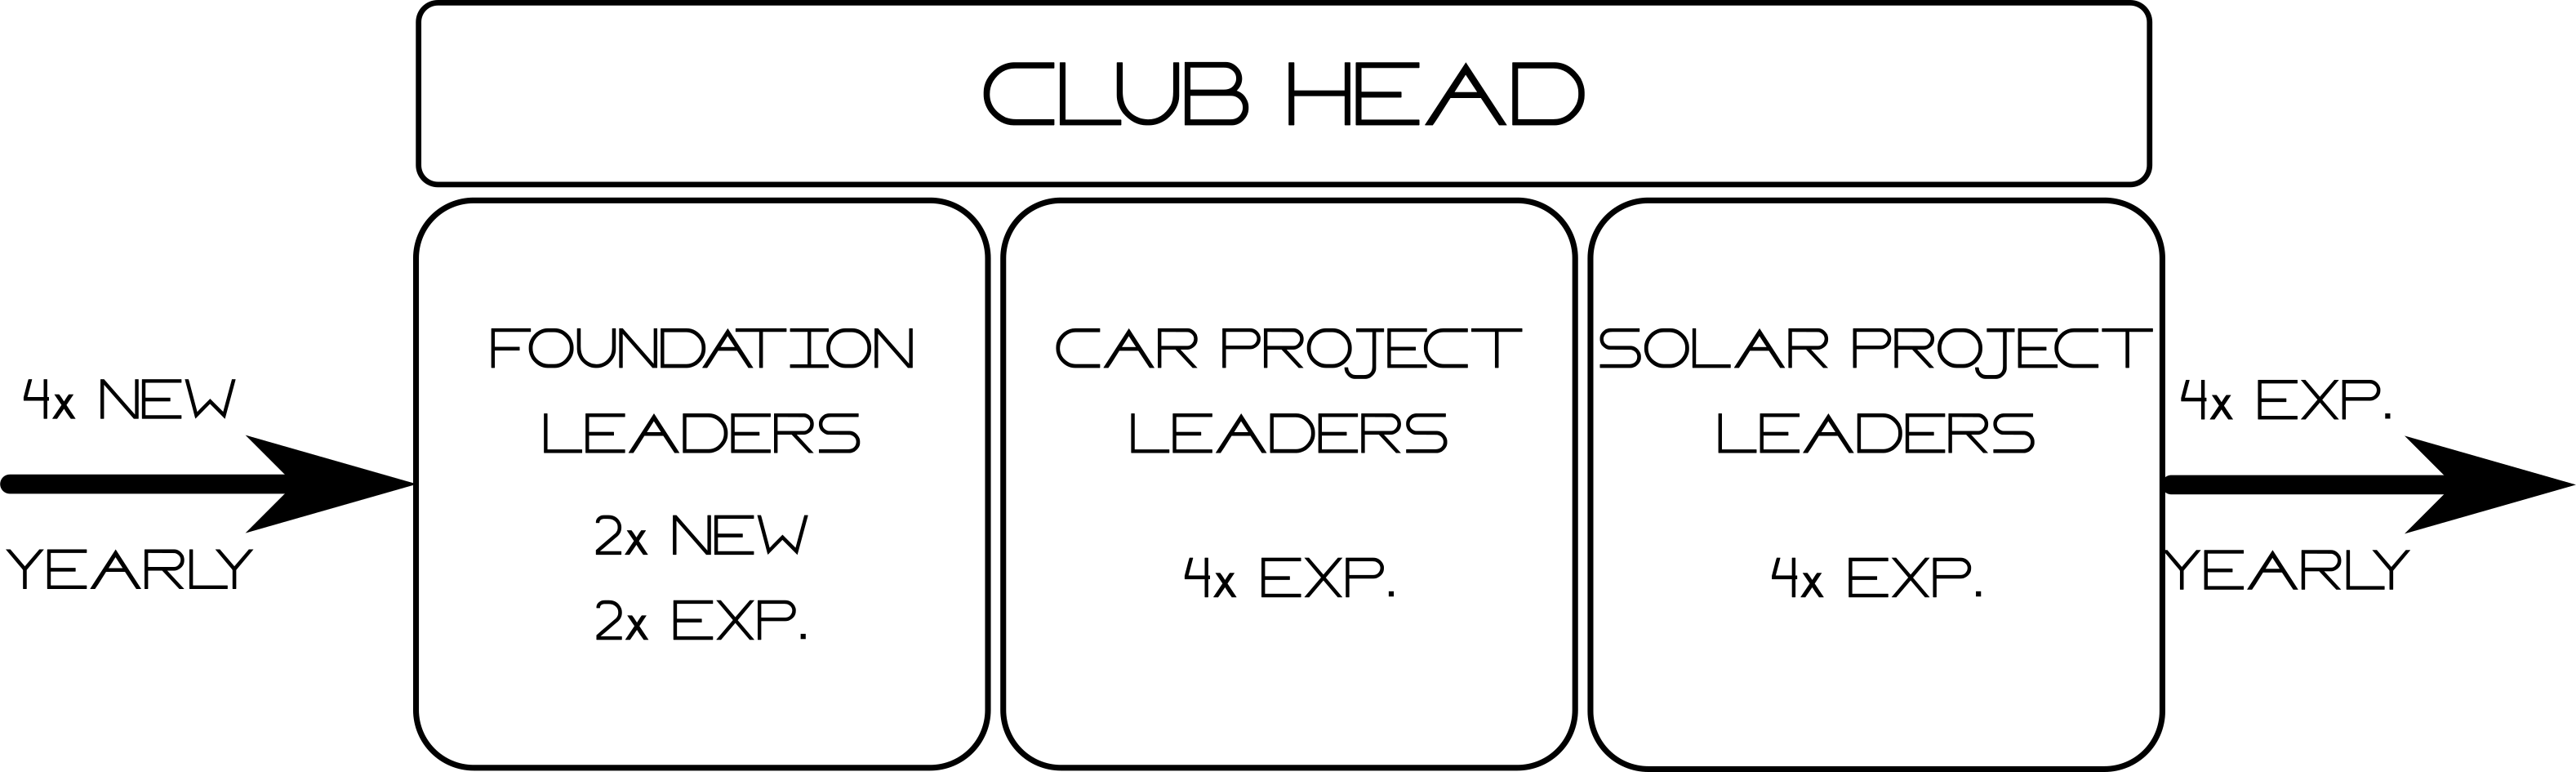 CLUB HEAD
4x NEW
YEARLY
FOUNDATION
LEADERS
2x NEW
2x EXP.
CAR PROJECT
LEADERS
4x EXP.
SOLAR PROJECT
LEADERS
4x EXP.
4x EXP.
YEARLY